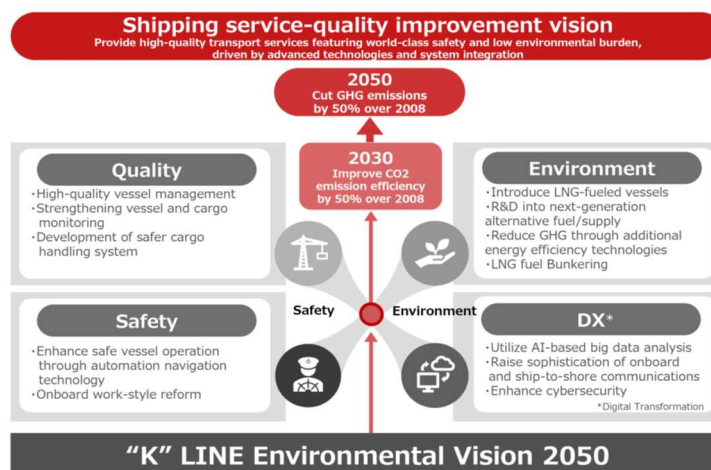 Shipping service-quality improvement vision
Provide high-quality transport services featuring world-class safety and low environmental burden,
driven by advanced technologies and system integration
2050
Cut GHG emissions
by 50% over 2008
2030
Improve CO2
emission efficiency
by 50% over 2008
Quality
・High-quality vessel management
・Strengthening vessel and cargo
monitoring
・Development of safer cargo
handling system
Environment
・Introduce LNG-fueled vessels
・R&D into next-generation
alternative fuel/supply
・Reduce GHG through additional
energy efficiency technologies
・LNG fuel Bunkering
Safety
Environment
Safety
・Enhance safe vessel operation
through automation navigation
technology
・Onboard work-style reform
DX*
・Utilize AI-based big data analysis
・Raise sophistication of onboard
and ship-to-shore communications
・Enhance cybersecurity
*Digital Transformation
“K” LINE Environmental Vision 2050